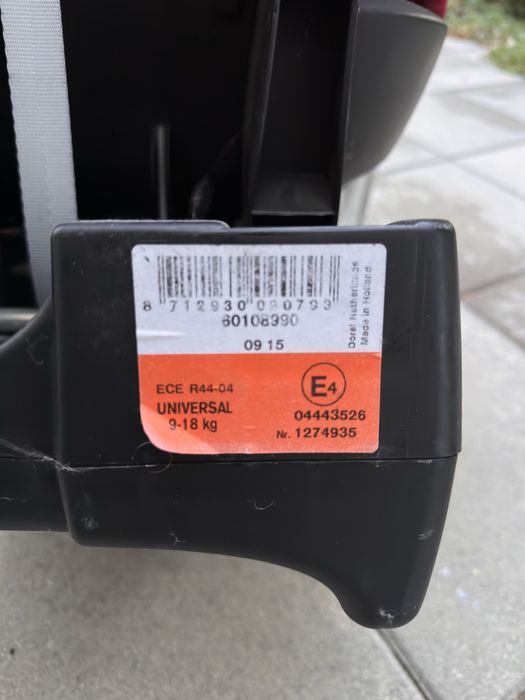 8 712930 090793
60108390
09 15
Dorel Netherlands
Made in Holland
ECE R44-04
UNIVERSAL
9-18 kg
E4
04443526
Nr. 1274935